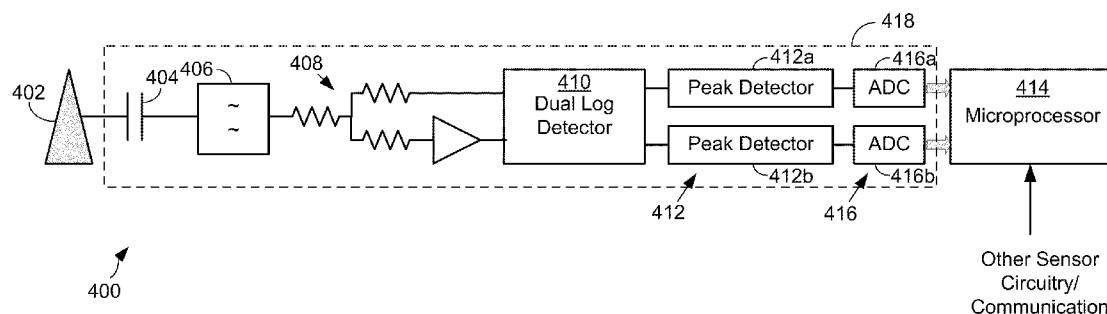 418
402
404
406
~
~
408
410
Dual Log
Detector
412a
Peak Detector
416a
ADC
414
Microprocessor
Peak Detector
412b
ADC
416b
412
416
400
Other Sensor
Circuitry/
Communication